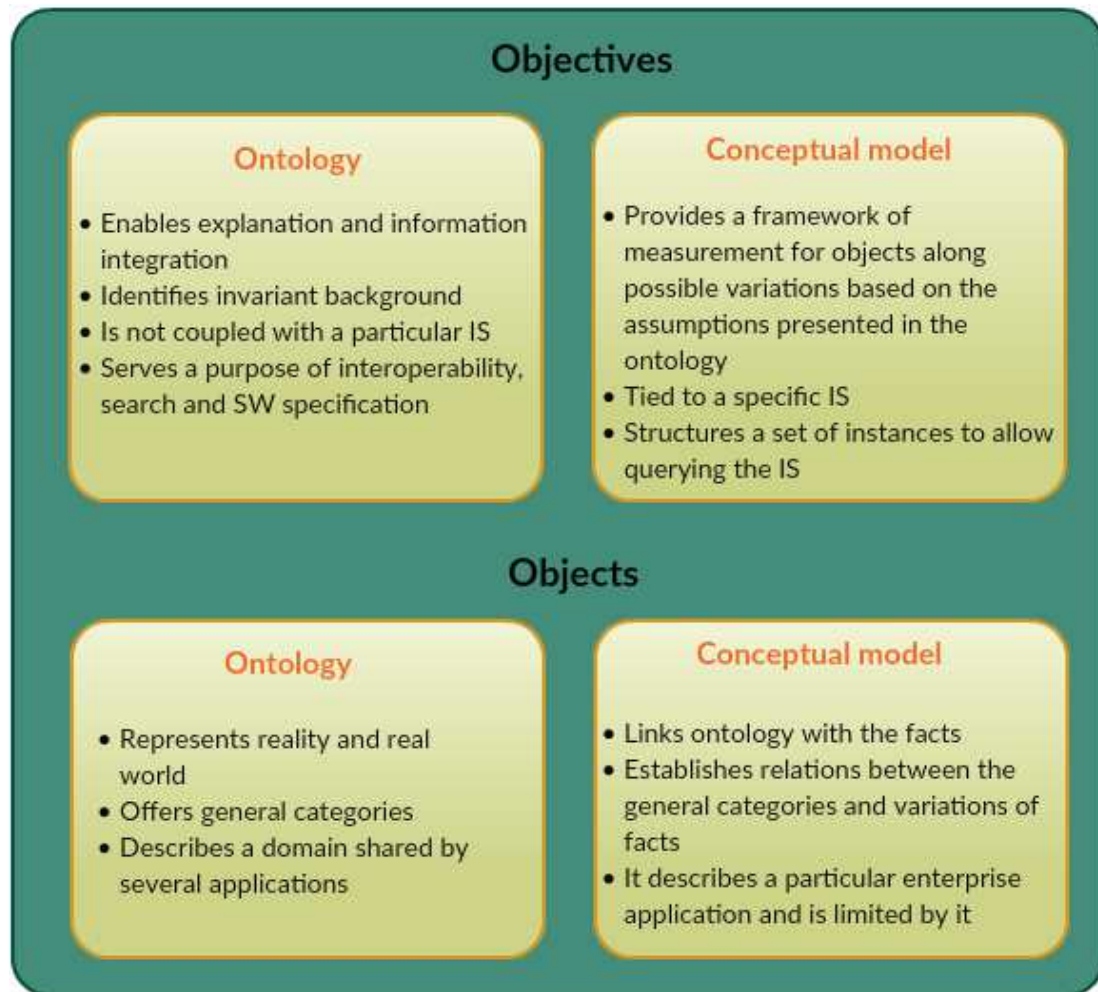 Objectives
Ontology
• Enables explanation and information
integration
• Identifies invariant background
• Is not coupled with a particular IS
• Serves a purpose of interoperability,
search and SW specification
Conceptual model
• Provides a framework of
measurement for objects along
possible variations based on the
assumptions presented in the
ontology
• Tied to a specific IS
• Structures a set of instances to allow
querying the IS
Objects
Ontology
• Represents reality and real
world
• Offers general categories
• Describes a domain shared by
several applications
Conceptual model
• Links ontology with the facts
• Establishes relations between the
general categories and variations of
facts
• It describes a particular enterprise
application and is limited by it